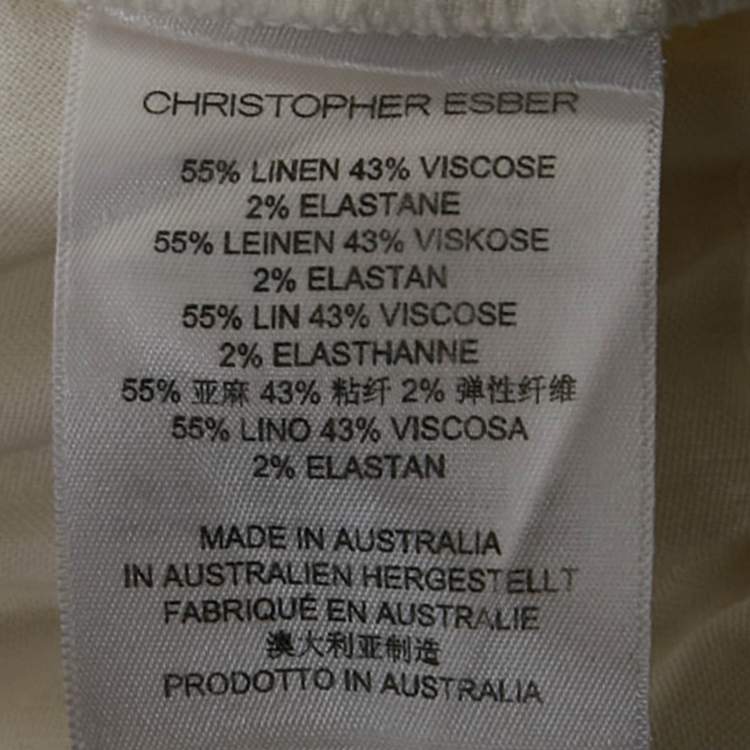 CHRISTOPHER ESBER
55% LINEN 43% VISCOSE
2% ELASTANE
55% LEINEN 43% VISKOSE
2% ELASTAN
55% LIN 43% VISCOSE
2% ELASTHANNE
55% 亚麻 43% 粘纤 2% 弹性纤维
55% LINO 43% VISCOSA
2% ELASTAN
MADE IN AUSTRALIA
IN AUSTRALIEN HERGESTELLT
FABRIQUÉ EN AUSTRALIE
澳大利亚制造
PRODOTTO IN AUSTRALIA